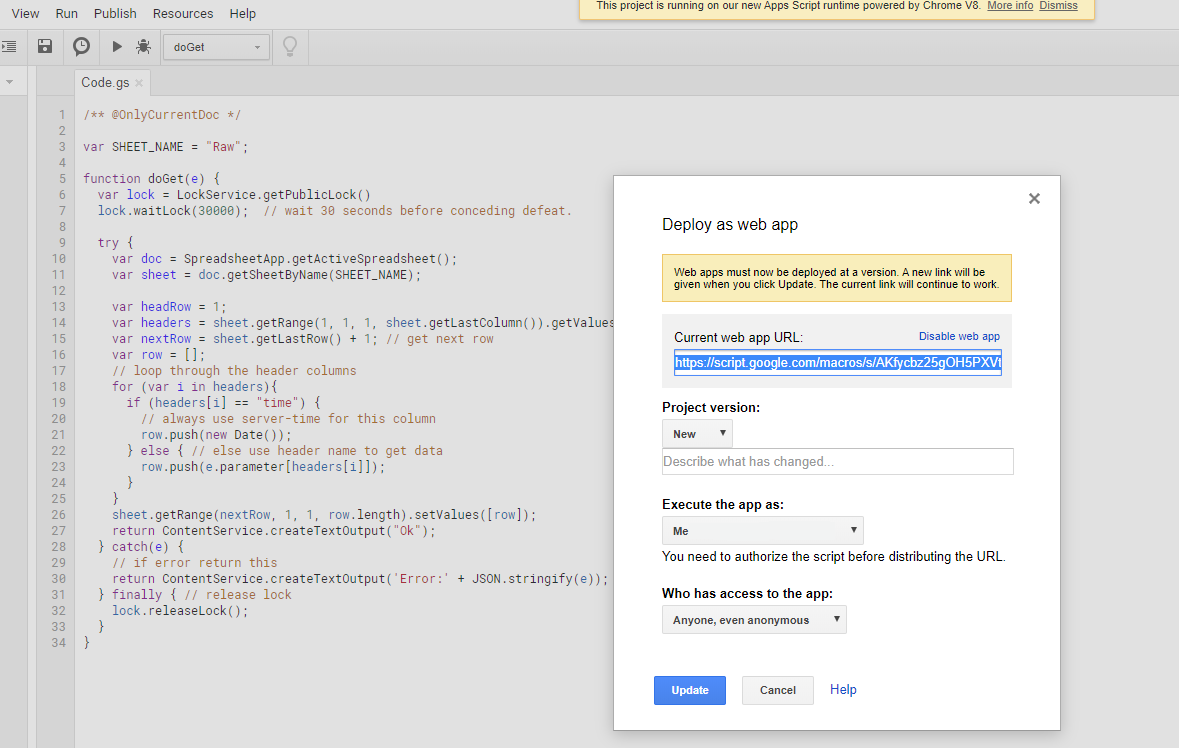 This project is running on our new Apps Script runtime powered by Chrome V8. More info Dismiss
View Run Publish Resources Help
doGet
Code.gs ×
1 /** @OnlyCurrentDoc */
2
3 var SHEET_NAME = "Raw";
4
5 function doGet(e) {
6 var lock = LockService.getPublicLock()
7 lock.waitLock(30000); // wait 30 seconds before conceding defeat.
8
9 try {
10 var doc = SpreadsheetApp.getActiveSpreadsheet();
11 var sheet = doc.getSheetByName(SHEET_NAME);
12
13 var headRow = 1;
14 var headers = sheet.getRange(1, 1, 1, sheet.getLastColumn()).getValues
15 var nextRow = sheet.getLastRow() + 1; // get next row
16 var row = [];
17 // loop through the header columns
18 for (var i in headers){
19 if (headers[i] == "time") {
20 // always use server-time for this column
21 row.push(new Date());
22 } else { // else use header name to get data
23 row.push(e.parameter[headers[i]]);
24 }
25 }
26 sheet.getRange(nextRow, 1, 1, row.length).setValues([row]);
27 return ContentService.createTextOutput("Ok");
28 } catch(e) {
29 // if error return this
30 return ContentService.createTextOutput('Error:' + JSON.stringify(e));
31 } finally { // release lock
32 lock.releaseLock();
33 }
34 }
Deploy as web app
Web apps must now be deployed at a version. A new link will be
given when you click Update. The current link will continue to work.
Current web app URL: Disable web app
https://script.google.com/macros/s/AKfycbz25gOH5PXVt
Project version:
New
Describe what has changed...
Execute the app as:
Me
You need to authorize the script before distributing the URL.
Who has access to the app:
Anyone, even anonymous
Update Cancel Help